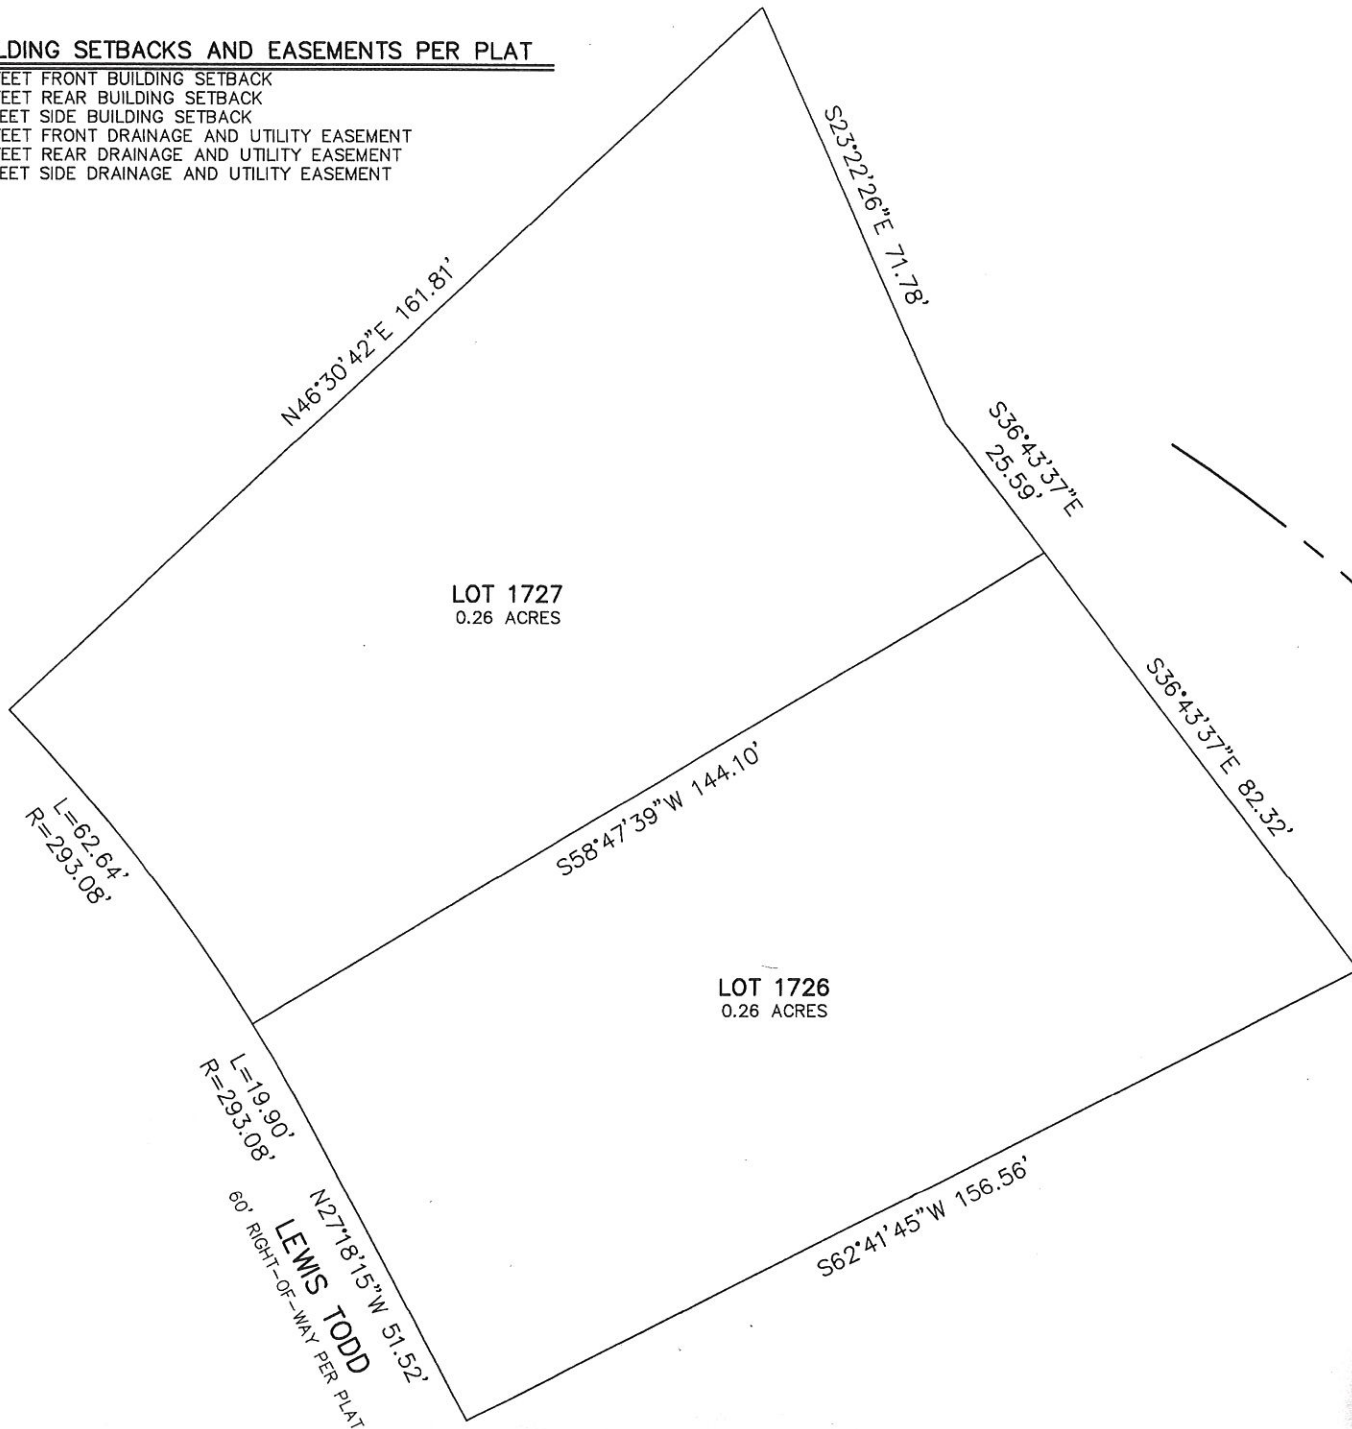 LDING SETBACKS AND EASEMENTS PER PLAT
EET FRONT BUILDING SETBACK
EET REAR BUILDING SETBACK
EET SIDE BUILDING SETBACK
EET FRONT DRAINAGE AND UTILITY EASEMENT
EET REAR DRAINAGE AND UTILITY EASEMENT
EET SIDE DRAINAGE AND UTILITY EASEMENT
S23°22'26"E 71.78'
N46°30'42"E 161.81'
S36°43'37"E
25.59'
LOT 1727
0.26 ACRES
S36°43'37"E 82.32'
S58°47'39"W 144.10'
L=62.64'
R=293.08'
LOT 1726
0.26 ACRES
L=19.90'
R=293.08'
N27°18'15"W 51.52'
LEWIS TODD
60' RIGHT-OF-WAY PER PLAT
S62°41'45"W 156.56'